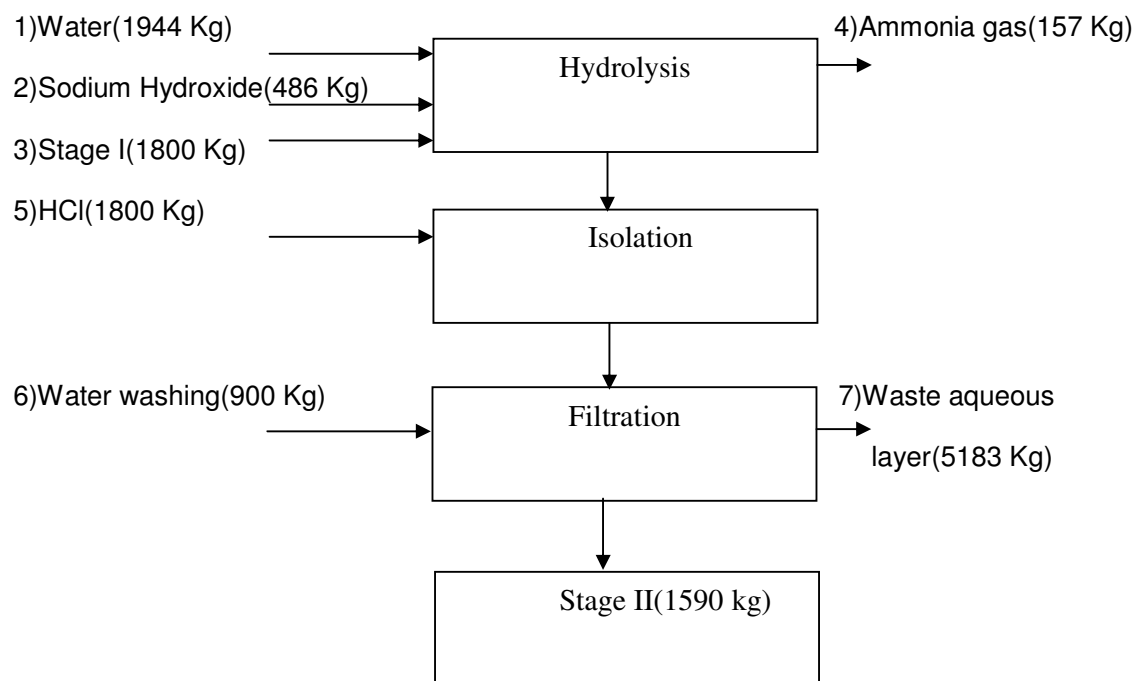 1)Water(1944 Kg)
4)Ammonia gas(157 Kg)
Hydrolysis
2)Sodium Hydroxide(486 Kg)
3)Stage I(1800 Kg)
5)HCl(1800 Kg)
Isolation
6)Water washing(900 Kg)
Filtration
7)Waste aqueous
layer(5183 Kg)
Stage II(1590 kg)